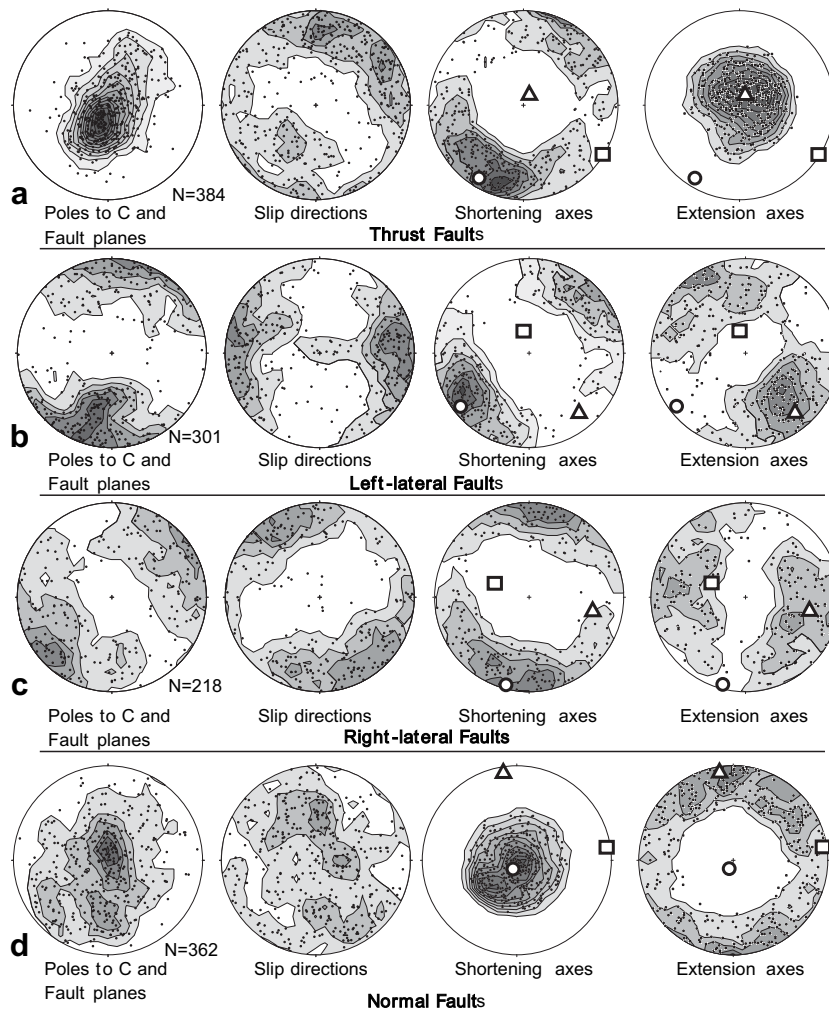 a
N=384
Poles to C and
Fault planes
Slip directions
Shortening axes
Extension axes
Thrust Faults
b
N=301
Poles to C and
Fault planes
Slip directions
Shortening axes
Extension axes
Left-lateral Faults
c
N=218
Poles to C and
Fault planes
Slip directions
Shortening axes
Extension axes
Right-lateral Faults
d
N=362
Poles to C and
Fault planes
Slip directions
Shortening axes
Extension axes
Normal Faults